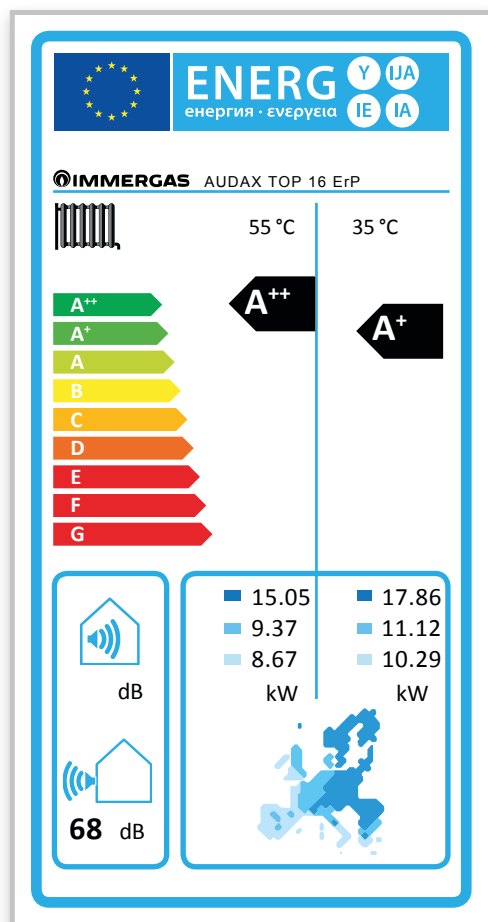 ENERG
Y IJA
IE IA
енергия · ενεργεια
IMMERGAS AUDAX TOP 16 ErP
55 °C 35 °C
A++
A+
A++
A+
A
B
C
D
E
F
G
15.05 17.86
9.37 11.12
8.67 10.29
kW kW
dB
68 dB